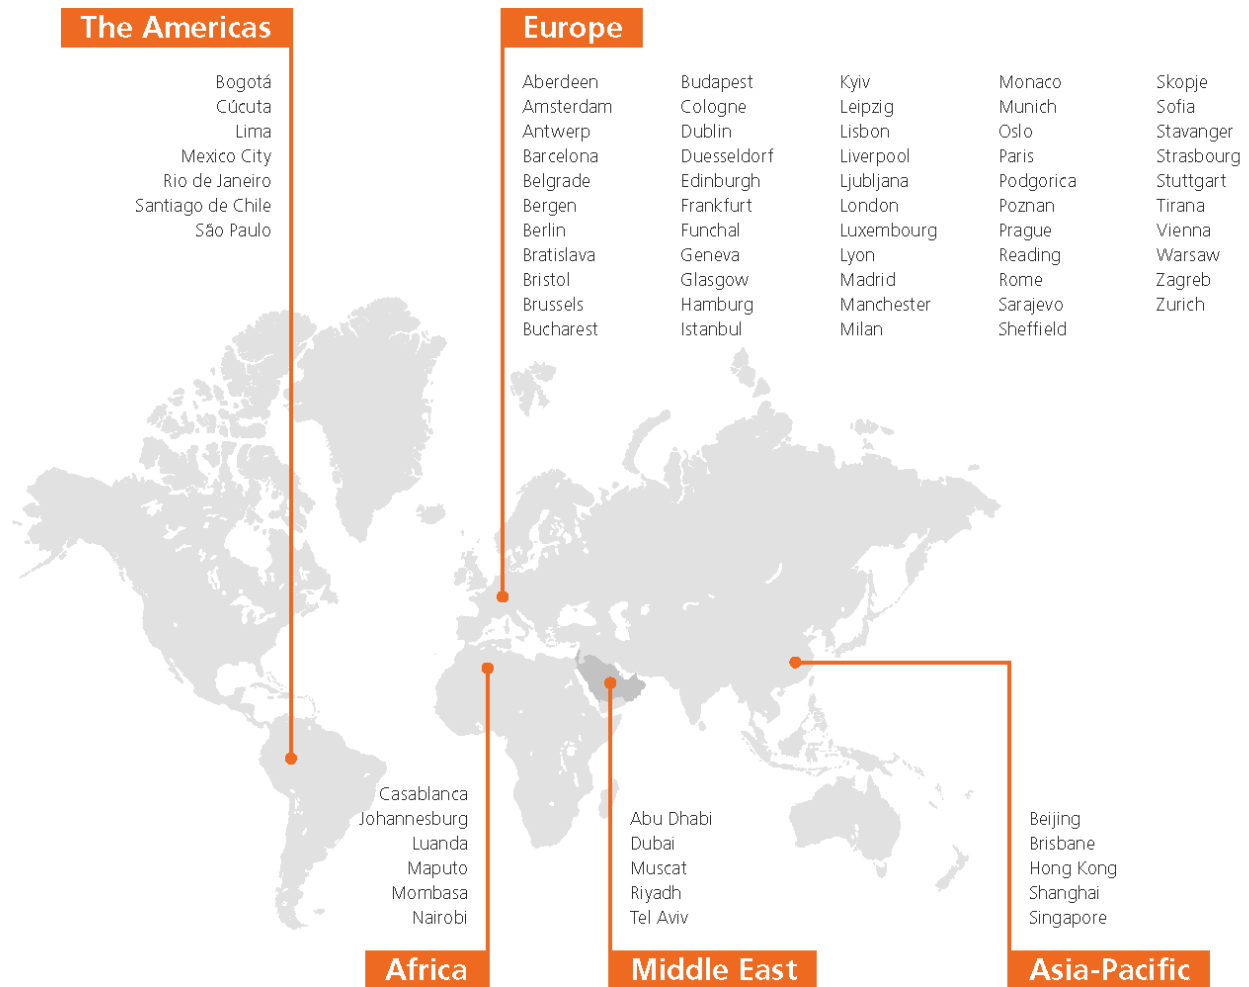 The Americas
Bogotá
Cúcuta
Lima
Mexico City
Rio de Janeiro
Santiago de Chile
São Paulo
Europe
Aberdeen
Amsterdam
Antwerp
Barcelona
Belgrade
Bergen
Berlin
Bratislava
Bristol
Brussels
Bucharest
Budapest
Cologne
Dublin
Duesseldorf
Edinburgh
Frankfurt
Funchal
Geneva
Glasgow
Hamburg
Istanbul
Kyiv
Leipzig
Lisbon
Liverpool
Ljubljana
London
Luxembourg
Lyon
Madrid
Manchester
Milan
Monaco
Munich
Oslo
Paris
Podgorica
Poznan
Prague
Reading
Rome
Sarajevo
Sheffield
Skopje
Sofia
Stavanger
Strasbourg
Stuttgart
Tirana
Vienna
Warsaw
Zagreb
Zurich
Casablanca
Johannesburg
Luanda
Maputo
Mombasa
Nairobi
Africa
Abu Dhabi
Dubai
Muscat
Riyadh
Tel Aviv
Middle East
Beijing
Brisbane
Hong Kong
Shanghai
Singapore
Asia-Pacific